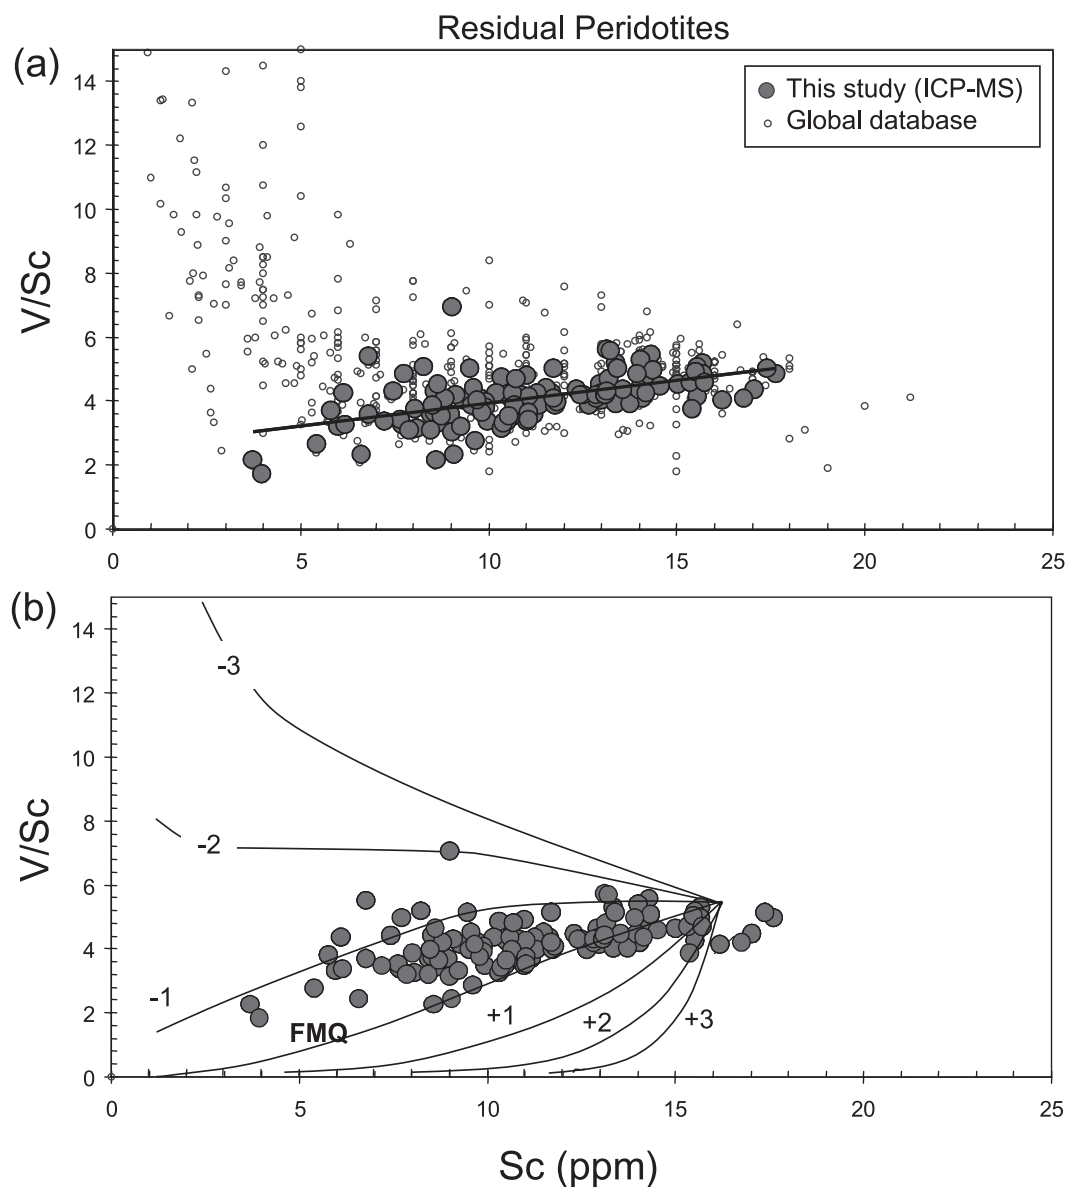 Residual Peridotites
(a)
This study (ICP-MS)
Global database
V/Sc
14
12
10
8
6
4
2
0
0 5 10 15 20 25
(b)
V/Sc
14
12
10
8
6
4
2
0
-3
-2
-1
FMQ
+1
+2
+3
0 5 10 15 20 25
Sc (ppm)